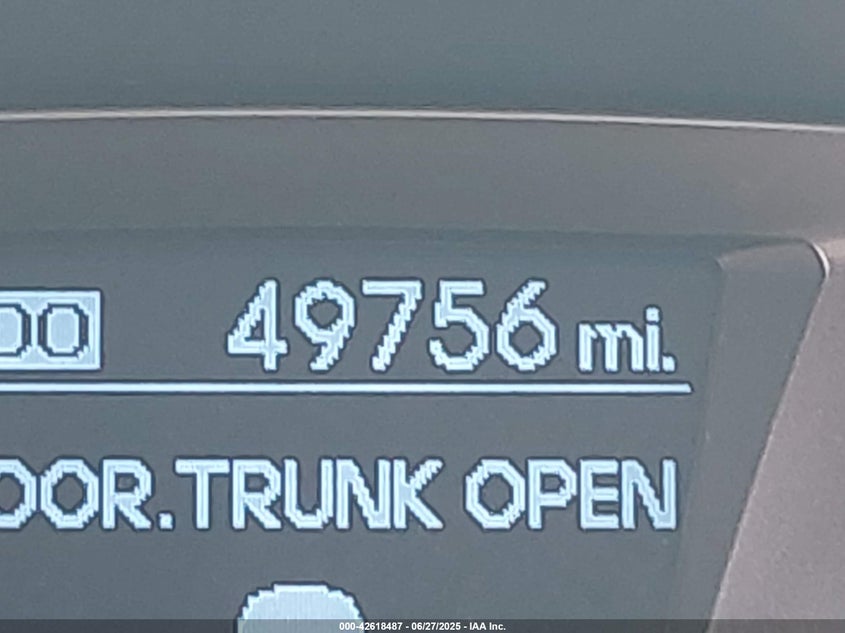 49756 mi.
OOR.TRUNK OPEN
000-42618487 - 06/27/2025 - IAA Inc.